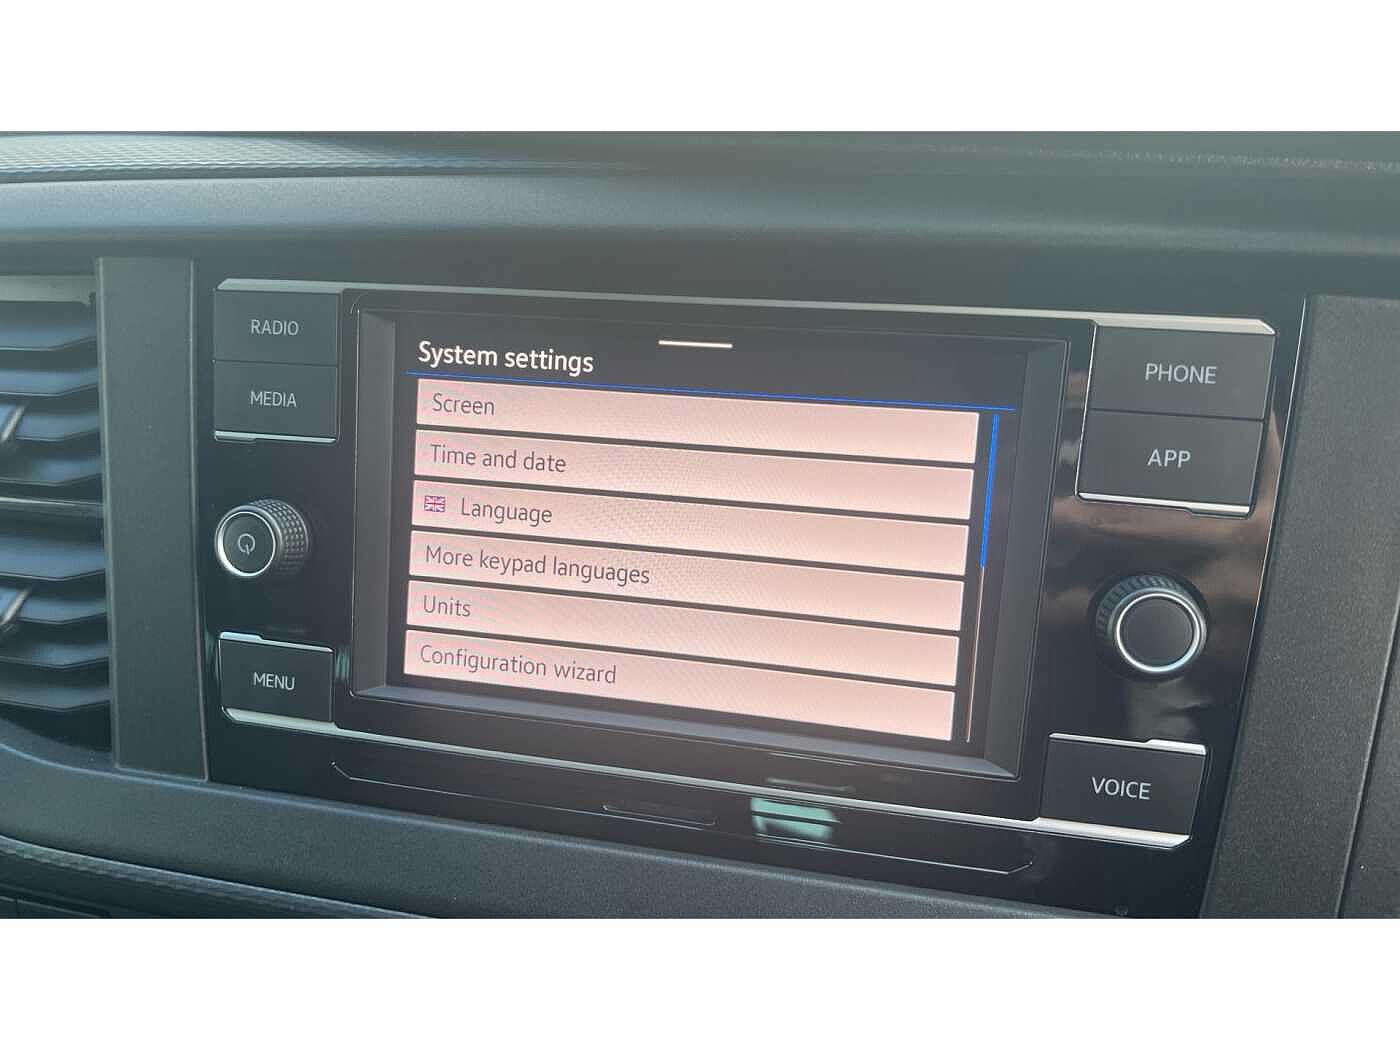 RADIO
MEDIA
MENU
System settings
Screen
Time and date
Language
More keypad languages
Units
Configuration wizard
PHONE
APP
VOICE